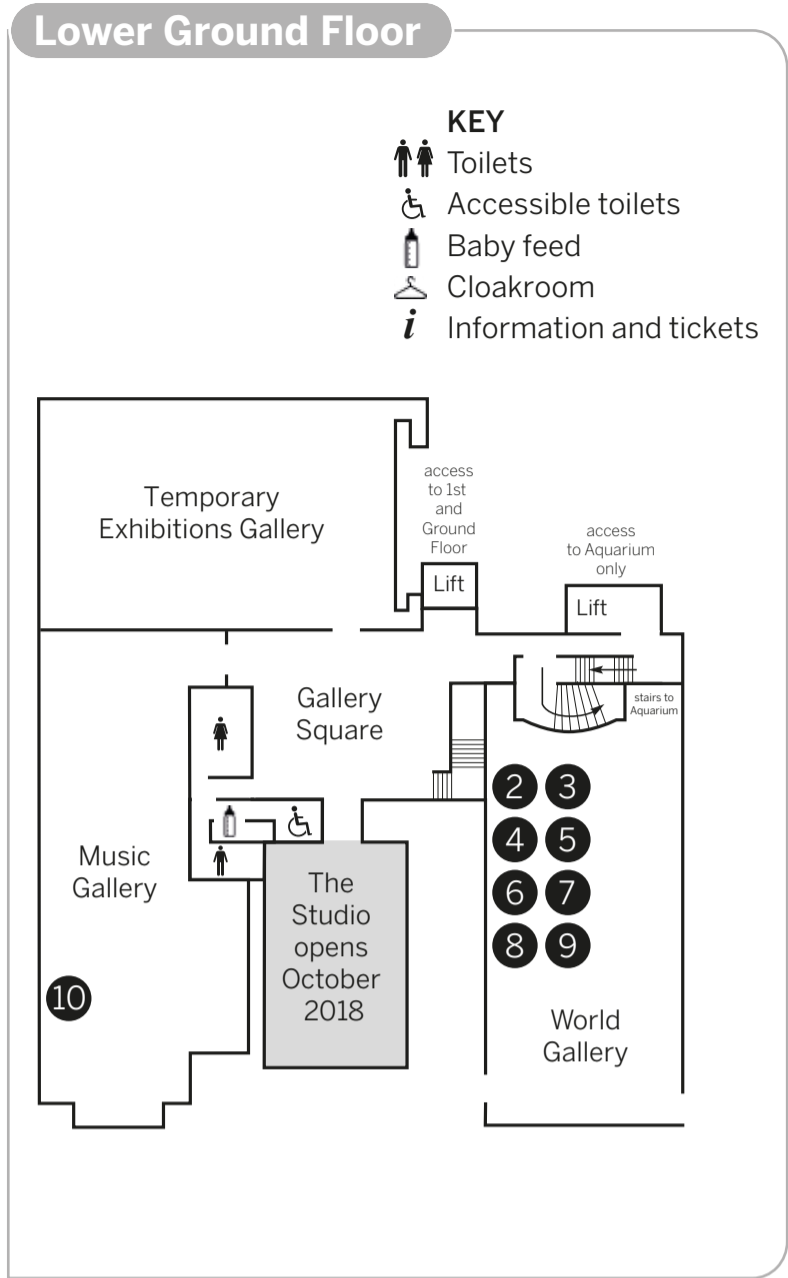 Lower Ground Floor
KEY
Toilets
Accessible toilets
Baby feed
Cloakroom
i Information and tickets
Temporary
Exhibitions Gallery
access
to 1st
and
Ground
Floor
Lift
access
to Aquarium
only
Lift
stairs to
Aquarium
Gallery
Square
2 3
4 5
6 7
8 9
Music
Gallery
The
Studio
opens
October
2018
10
World
Gallery